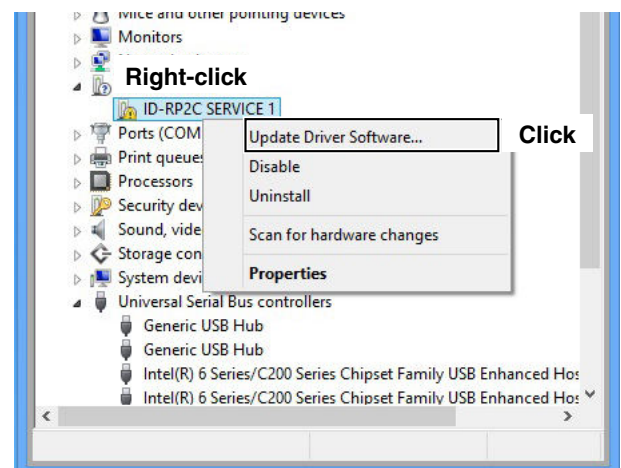 Mice and other pointing devices
Monitors
Right-click
ID-RP2C SERVICE 1
Ports (COM
Update Driver Software...
Click
Print queues
Disable
Processors
Uninstall
Security dev
Sound, vide
Scan for hardware changes
Storage con
System devi
Properties
Universal Serial Bus controllers
Generic USB Hub
Generic USB Hub
Intel(R) 6 Series/C200 Series Chipset Family USB Enhanced Hos
Intel(R) 6 Series/C200 Series Chipset Family USB Enhanced Hos